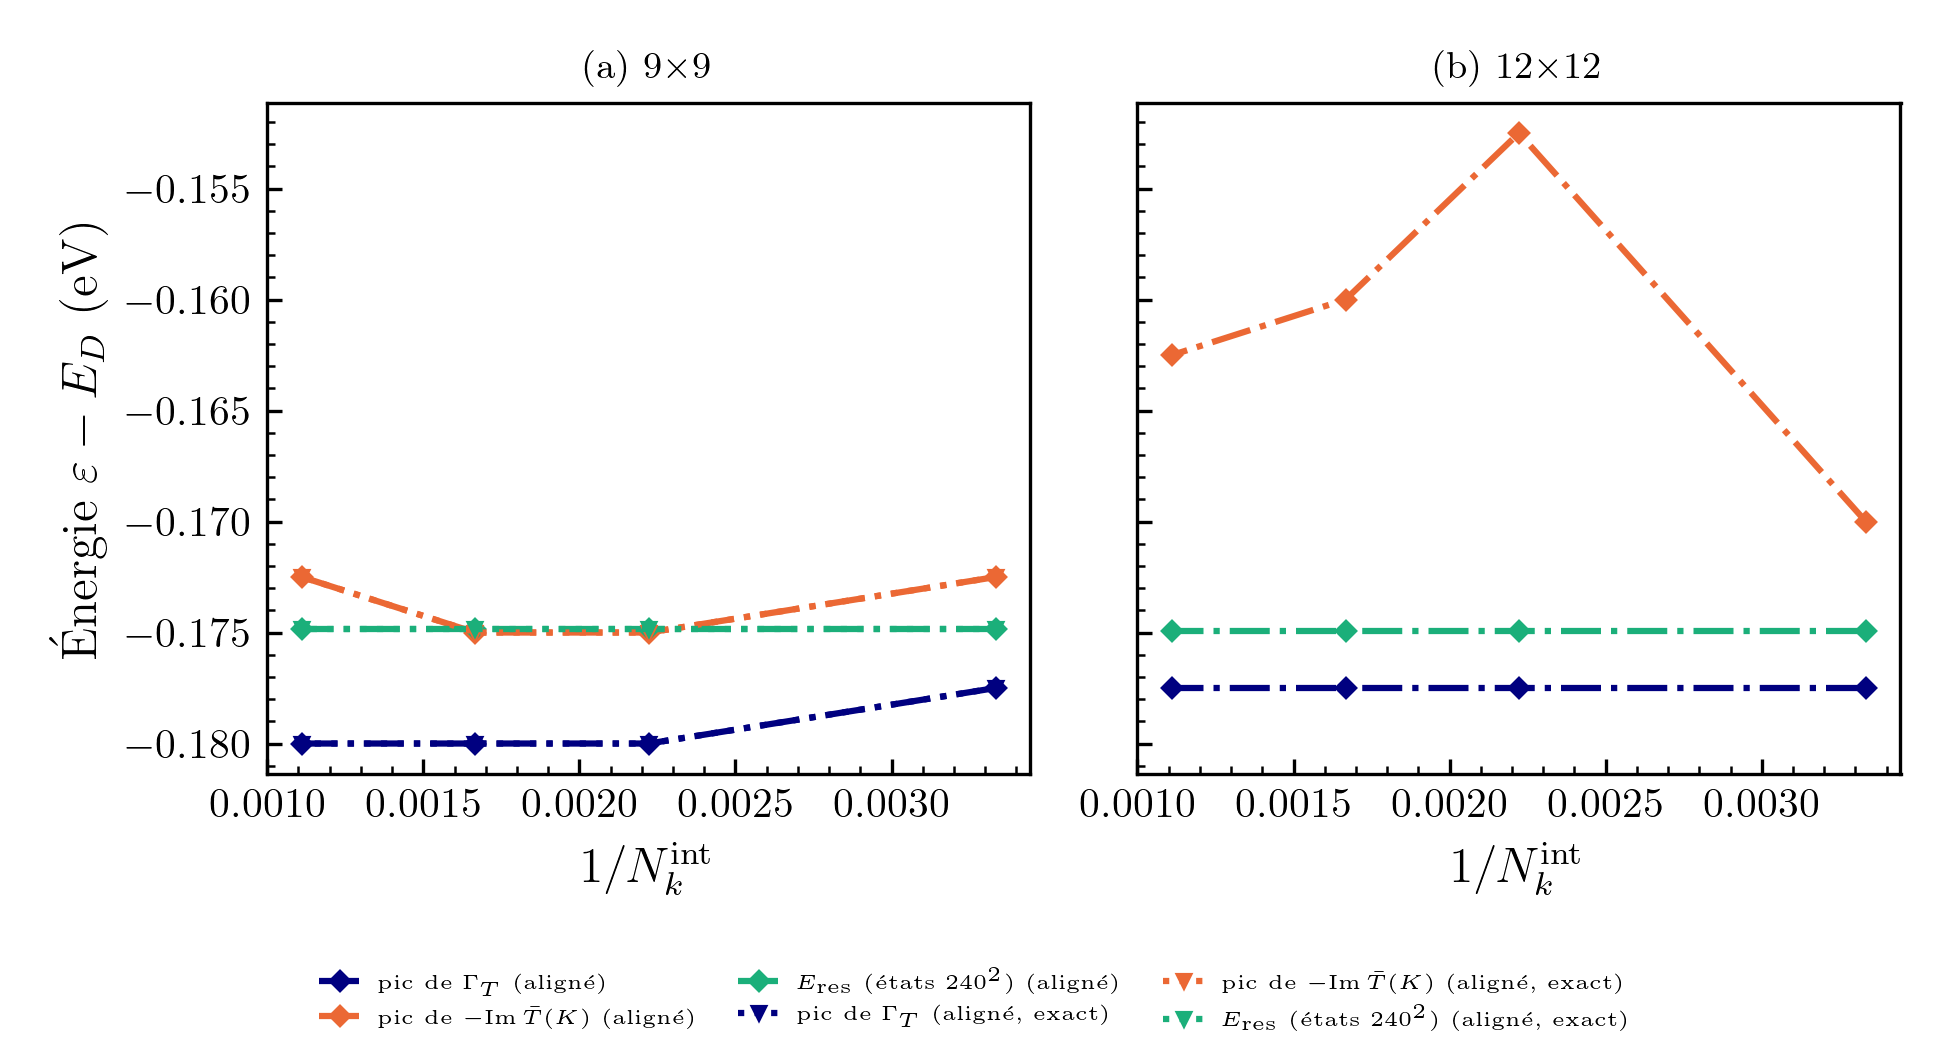 (a) 9×9
(b) 12×12
Énergie ε − E_D (eV)
−0.155
−0.160
−0.165
−0.170
−0.175
−0.180
0.0010 0.0015 0.0020 0.0025 0.0030
0.0010 0.0015 0.0020 0.0025 0.0030
1/N_k^int
1/N_k^int
pic de Γ_T (aligné)
pic de −Im T̄(K) (aligné)
E_res (états 240²) (aligné)
pic de Γ_T (aligné, exact)
pic de −Im T̄(K) (aligné, exact)
E_res (états 240²) (aligné, exact)